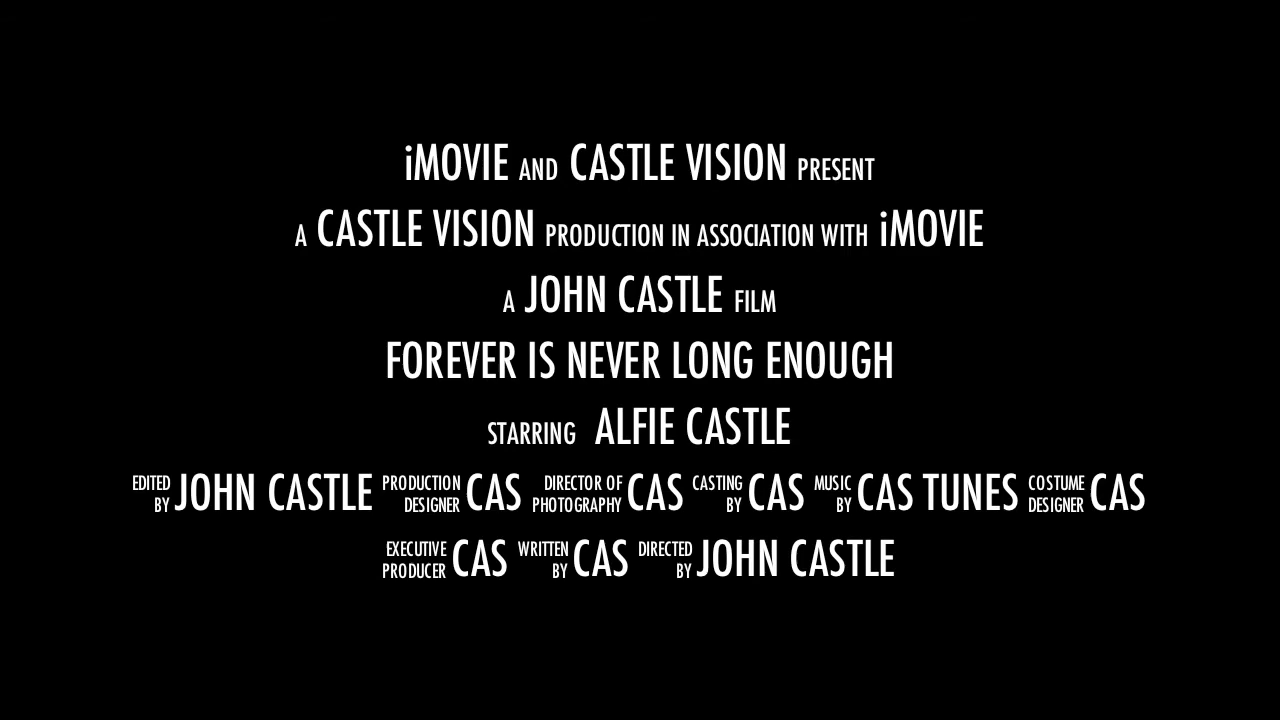 iMOVIE AND CASTLE VISION PRESENT
A CASTLE VISION PRODUCTION IN ASSOCIATION WITH iMOVIE
A JOHN CASTLE FILM
FOREVER IS NEVER LONG ENOUGH
STARRING ALFIE CASTLE
EDITED BY JOHN CASTLE PRODUCTION DESIGNER CAS DIRECTOR OF PHOTOGRAPHY CAS CASTING BY CAS MUSIC BY CAS TUNES COSTUME DESIGNER CAS
EXECUTIVE PRODUCER CAS WRITTEN BY CAS DIRECTED BY JOHN CASTLE